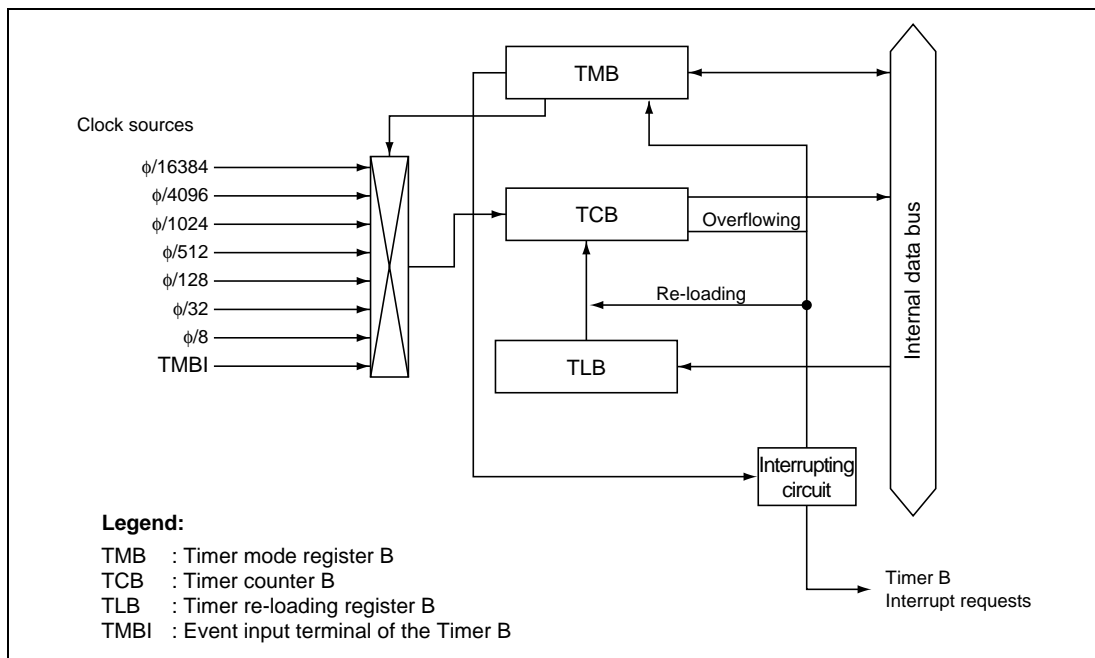 TMB
Clock sources
ϕ/16384
ϕ/4096
ϕ/1024
ϕ/512
ϕ/128
ϕ/32
ϕ/8
TMBI
TCB
Overflowing
Re-loading
TLB
Internal data bus
Interrupting
circuit
Timer B
Interrupt requests
Legend:
TMB : Timer mode register B
TCB : Timer counter B
TLB : Timer re-loading register B
TMBI : Event input terminal of the Timer B